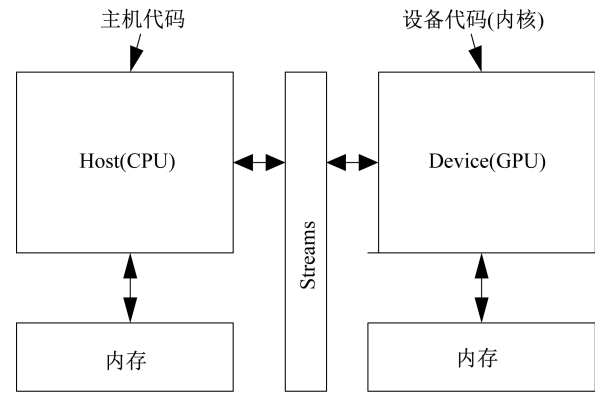 主机代码
设备代码(内核)
Host(CPU)
Streams
Device(GPU)
内存
内存